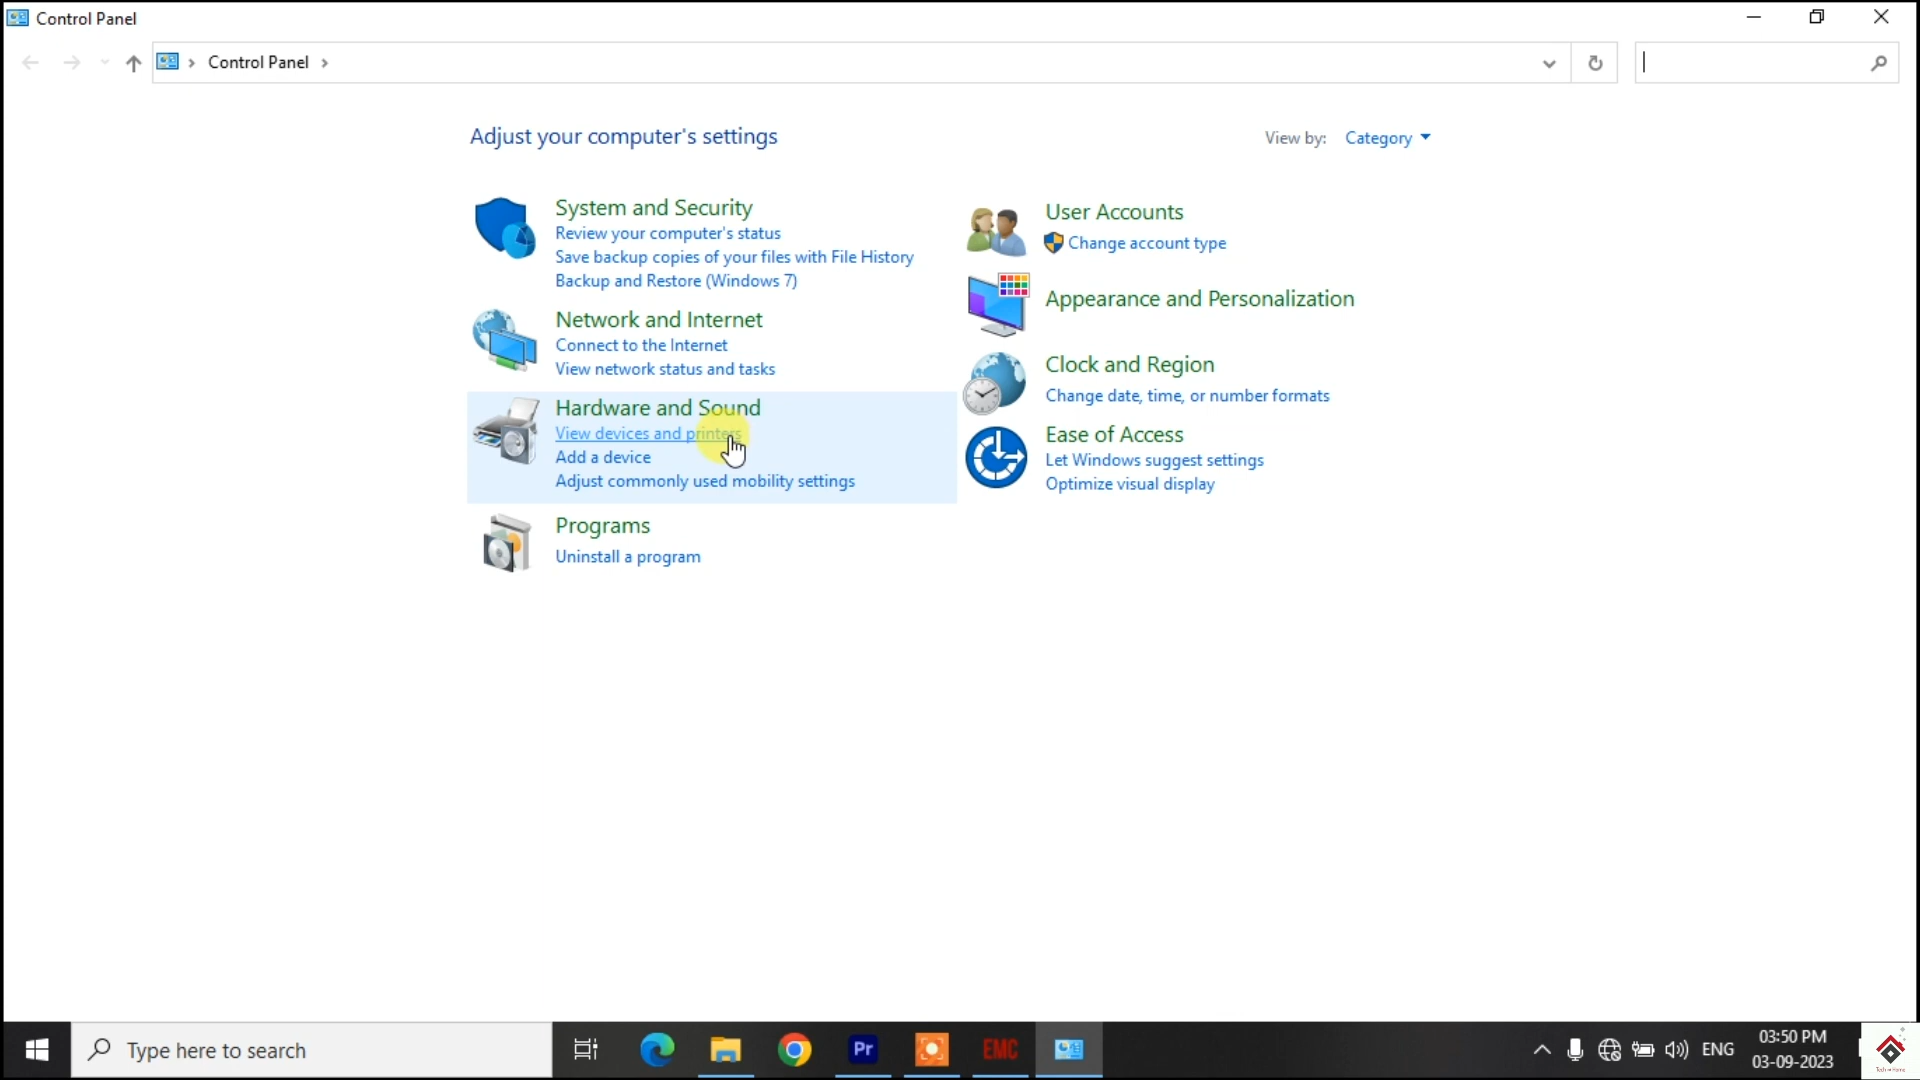 Control Panel
Control Panel
Adjust your computer's settings
View by: Category
System and Security
Review your computer's status
Save backup copies of your files with File History
Backup and Restore (Windows 7)
Network and Internet
Connect to the Internet
View network status and tasks
Hardware and Sound
View devices and printers
Add a device
Adjust commonly used mobility settings
Programs
Uninstall a program
User Accounts
Change account type
Appearance and Personalization
Clock and Region
Change date, time, or number formats
Ease of Access
Let Windows suggest settings
Optimize visual display
Type here to search
Pr
EMC
ENG
03:50 PM
03-09-2023